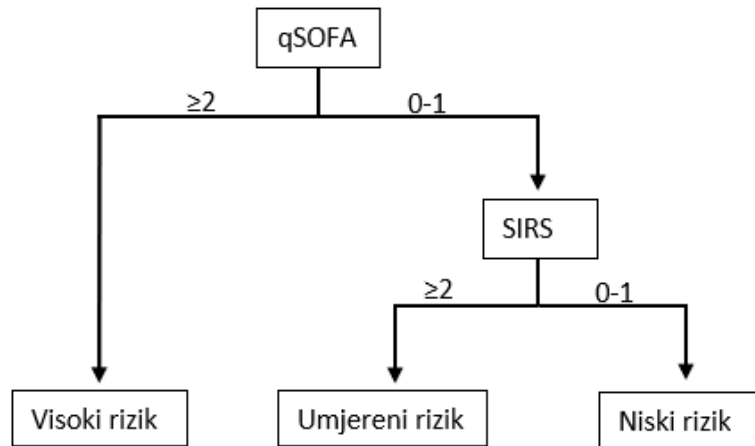 qSOFA
≥2
0-1
SIRS
≥2
0-1
Visoki rizik
Umjereni rizik
Niski rizik